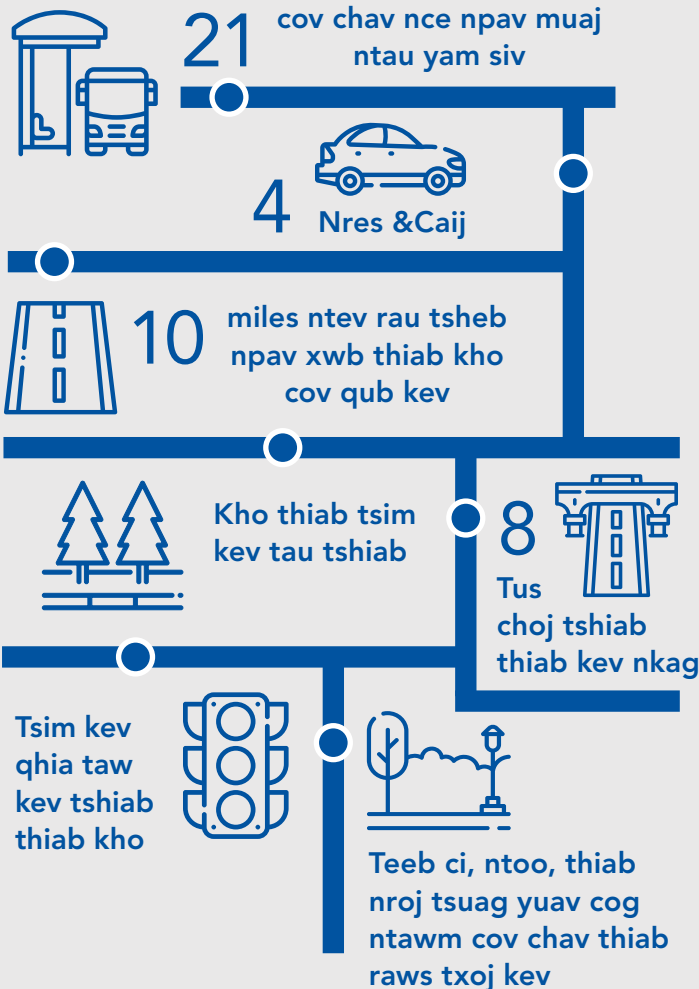 21
cov chav nce npav muaj
ntau yam siv
4
Nres &Caij
10
miles ntev rau tsheb
npav xwb thiab kho
cov qub kev
Kho thiab tsim
kev tau tshiab
8
Tus
choj tshiab
thiab kev nkag
Tsim kev
qhia taw
kev tshiab
thiab kho
Teeb ci, ntoo, thiab
nroj tsuag yuav cog
ntawm cov chav thiab
raws txoj kev